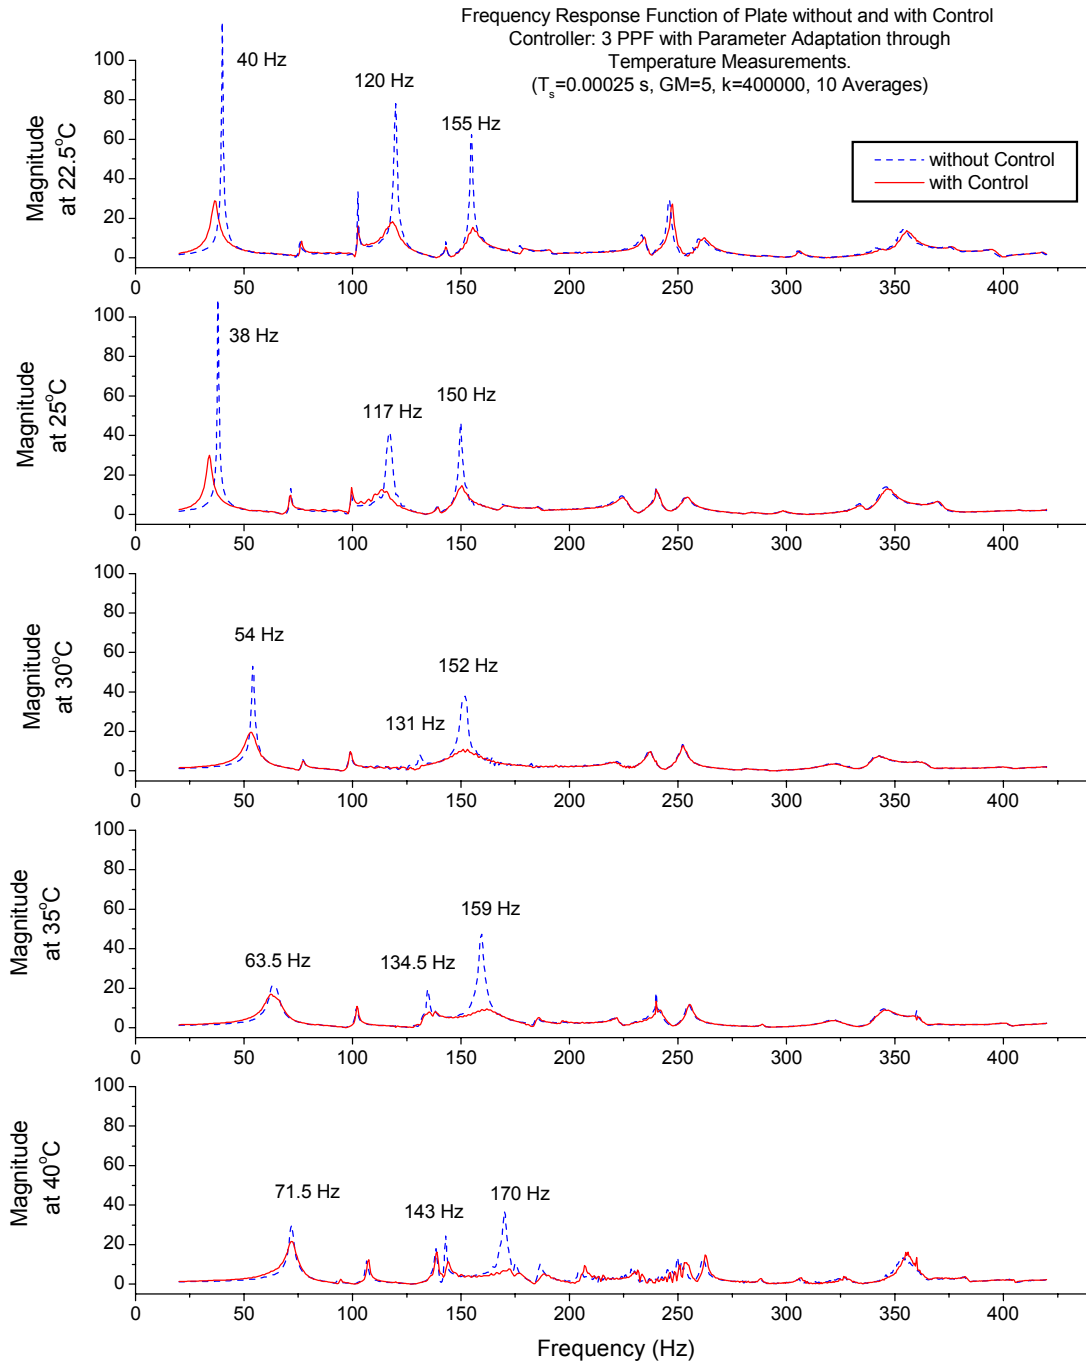 Frequency Response Function of Plate without and with Control
Controller: 3 PPF with Parameter Adaptation through
Temperature Measurements.
(Ts=0.00025 s, GM=5, k=400000, 10 Averages)
without Control
with Control
Magnitude
at 22.5°C
100
80
60
40
20
0
40 Hz
120 Hz
155 Hz
0 50 100 150 200 250 300 350 400
Magnitude
at 25°C
100
80
60
40
20
0
38 Hz
117 Hz
150 Hz
0 50 100 150 200 250 300 350 400
Magnitude
at 30°C
100
80
60
40
20
0
54 Hz
131 Hz
152 Hz
0 50 100 150 200 250 300 350 400
Magnitude
at 35°C
100
80
60
40
20
0
63.5 Hz
134.5 Hz
159 Hz
0 50 100 150 200 250 300 350 400
Magnitude
at 40°C
100
80
60
40
20
0
71.5 Hz
143 Hz
170 Hz
0 50 100 150 200 250 300 350 400
Frequency (Hz)